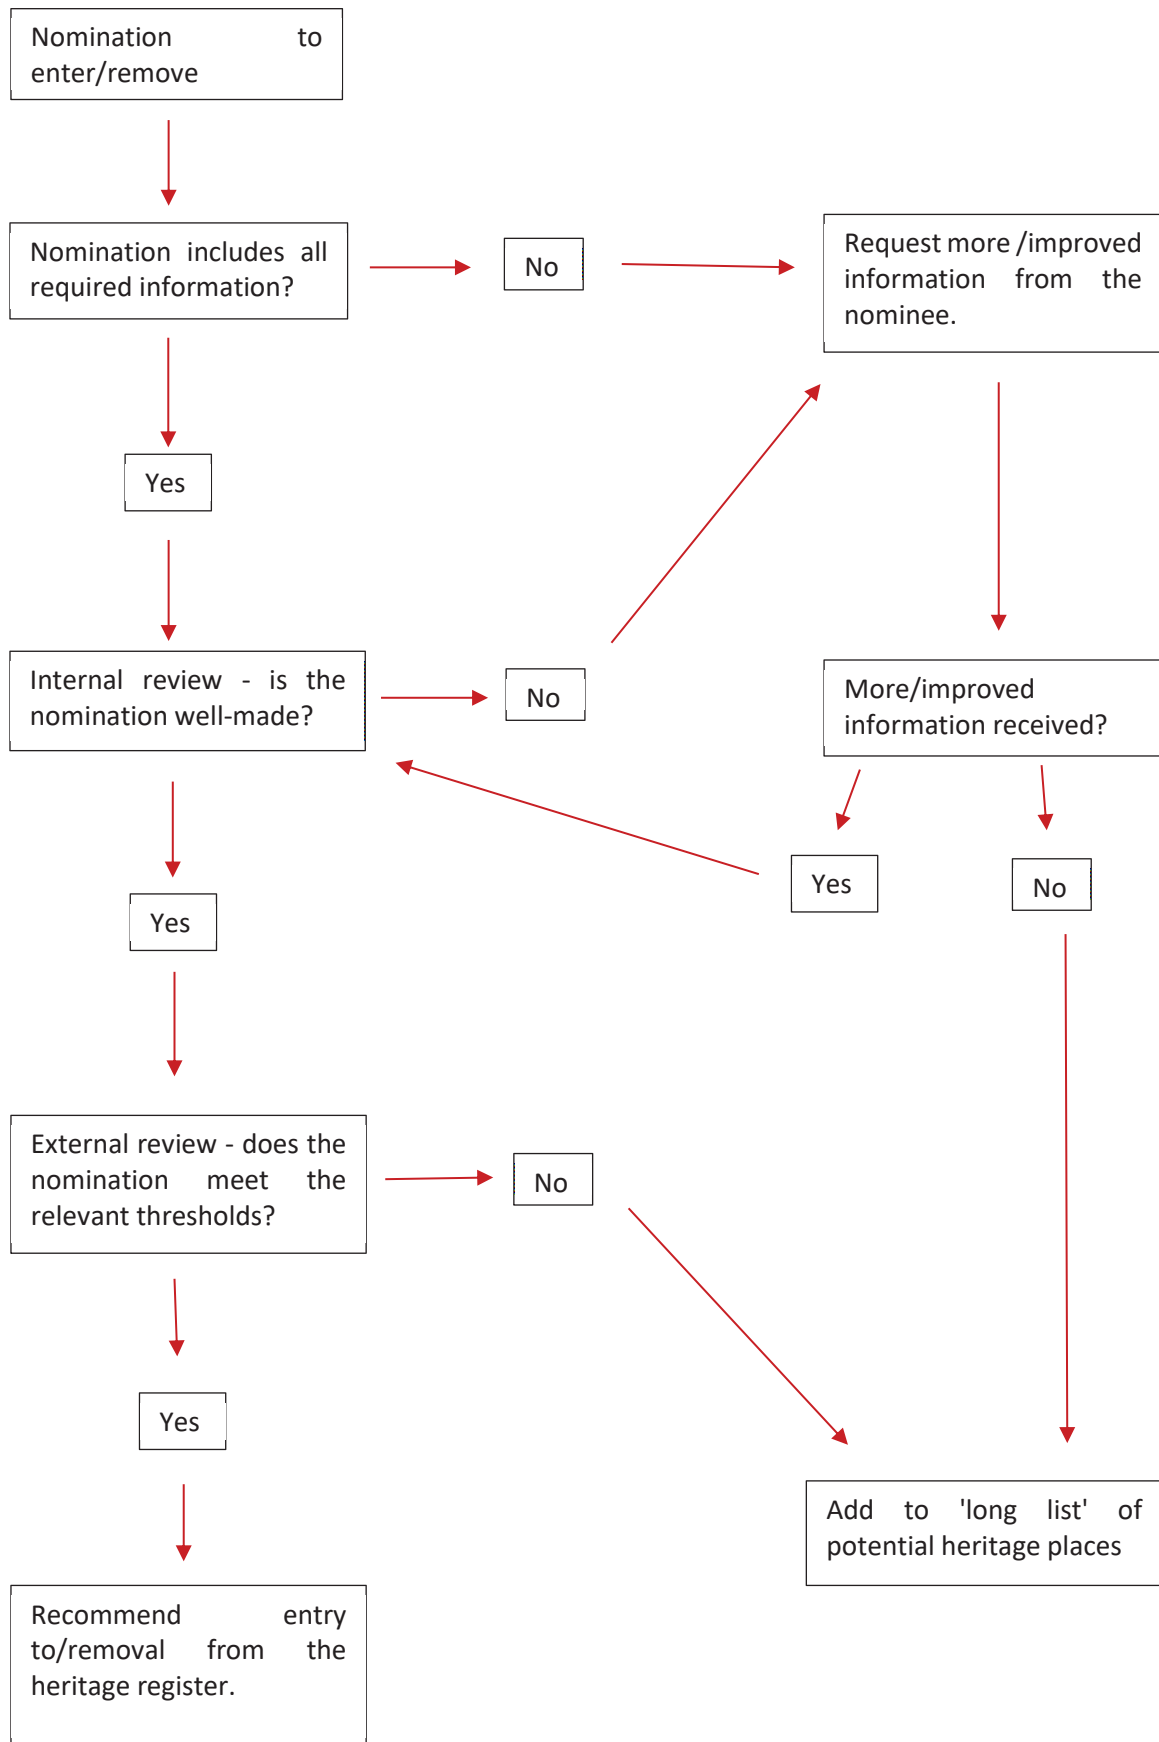 Nomination to
enter/remove
Nomination includes all
required information?
No
Request more /improved
information from the
nominee.
Yes
Internal review - is the
nomination well-made?
No
More/improved
information received?
Yes
No
Yes
External review - does the
nomination meet the
relevant thresholds?
No
Yes
Add to 'long list' of
potential heritage places
Recommend entry
to/removal from the
heritage register.